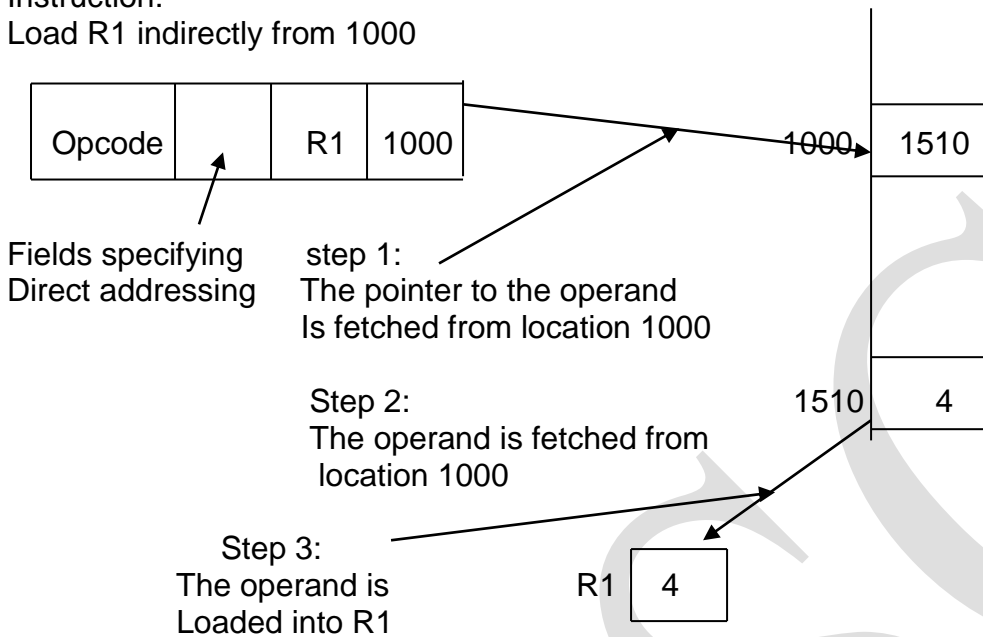 Instruction:
Load R1 indirectly from 1000
Opcode R1 1000
1000 1510
Fields specifying
Direct addressing
step 1:
The pointer to the operand
Is fetched from location 1000
Step 2:
The operand is fetched from
location 1000
1510 4
Step 3:
The operand is
Loaded into R1
R1 4